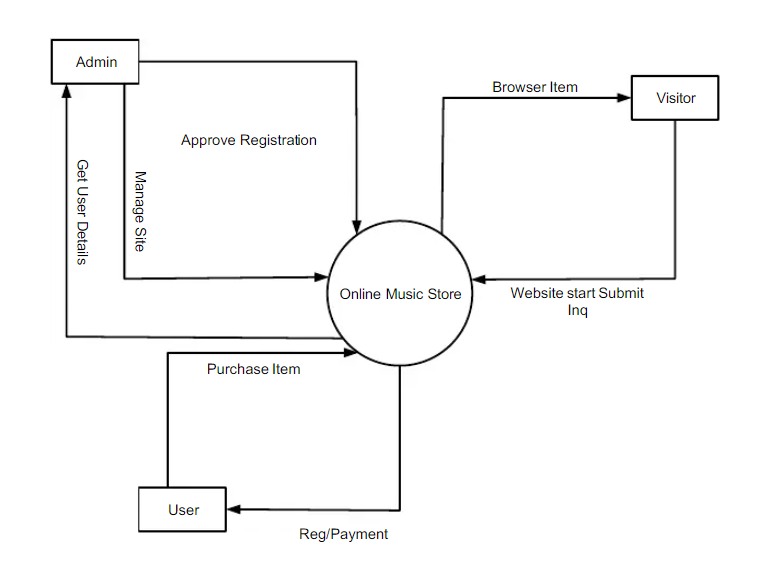 Admin
Browser Item
Visitor
Approve Registration
Get User Details
Manage Site
Online Music Store
Website start Submit
Inq
Purchase Item
User
Reg/Payment